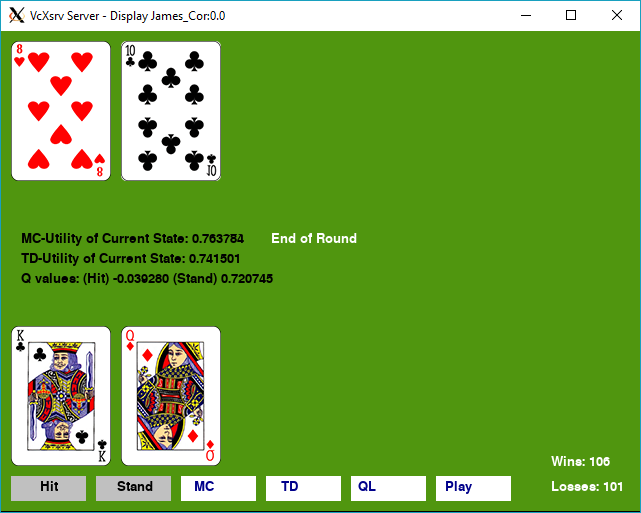 VcXsrv Server - Display James_Cor:0.0
8
10
8
10
MC-Utility of Current State: 0.763784 End of Round
TD-Utility of Current State: 0.741501
Q values: (Hit) -0.039280 (Stand) 0.720745
K
Q
K
Q
Wins: 106
Hit Stand MC TD QL Play Losses: 101